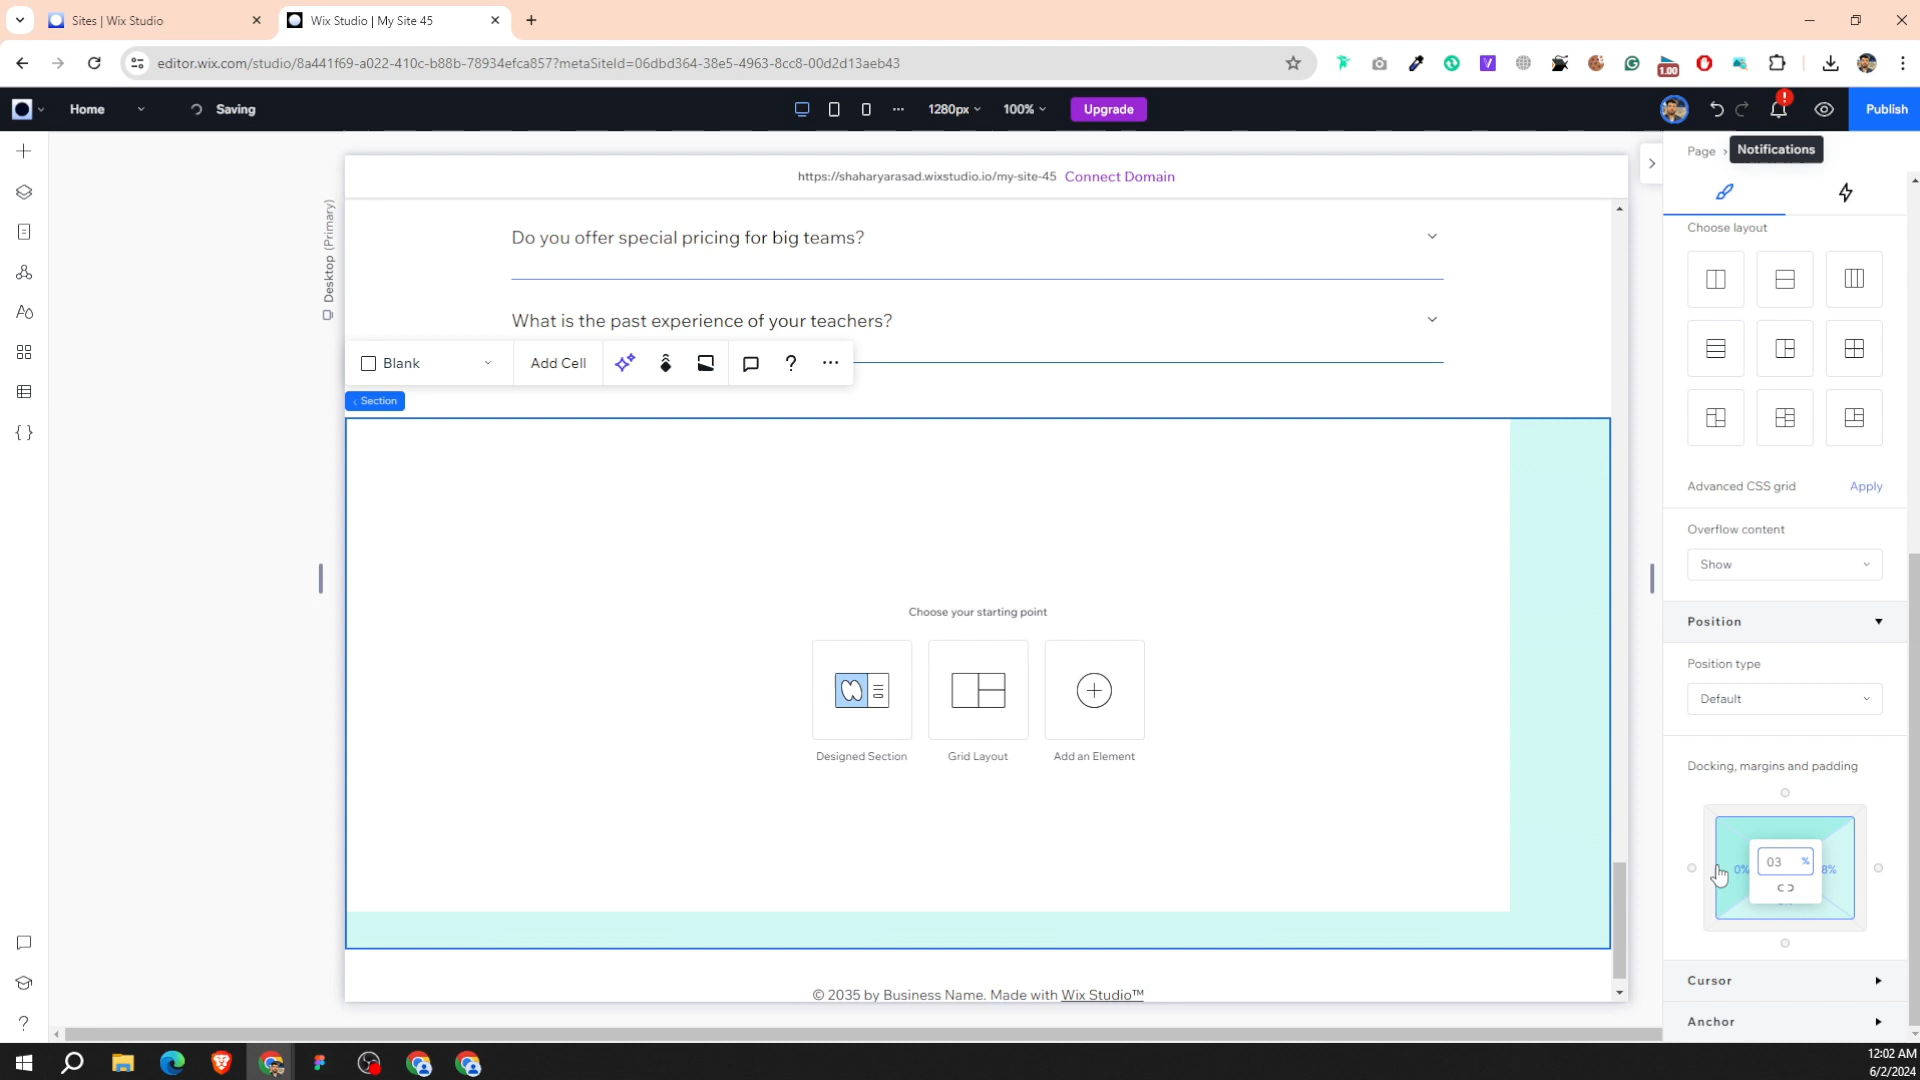 Sites | Wix Studio
Wix Studio | My Site 45
editor.wix.com/studio/8a441f69-a022-410c-b88b-78934efca857?metaSiteId=06dbd364-38e5-4963-8cc8-00d2d13aeb43
1.00
Home
Saving
1280px
100%
Upgrade
Publish
Page
Notifications
https://shaharyarasad.wixstudio.io/my-site-45 Connect Domain
Desktop (Primary)
Choose layout
Do you offer special pricing for big teams?
What is the past experience of your teachers?
Blank
Add Cell
Section
Advanced CSS grid
Apply
Overflow content
Show
Choose your starting point
Position
Position type
Default
Designed Section
Grid Layout
Add an Element
Docking, margins and padding
03 %
0%
8%
Cursor
© 2035 by Business Name. Made with Wix Studio™
Anchor
12:02 AM
6/2/2024